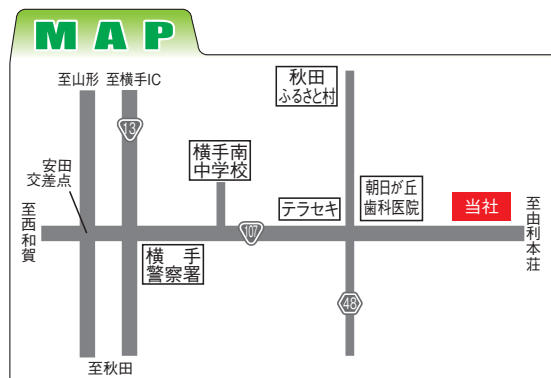 MAP
至山形
至横手IC
秋田
ふるさと村
13
安田
交差点
横手南
中学校
朝日が丘
歯科医院
テラセキ
当社
至由利本荘
至西和賀
107
横手
警察署
48
至秋田